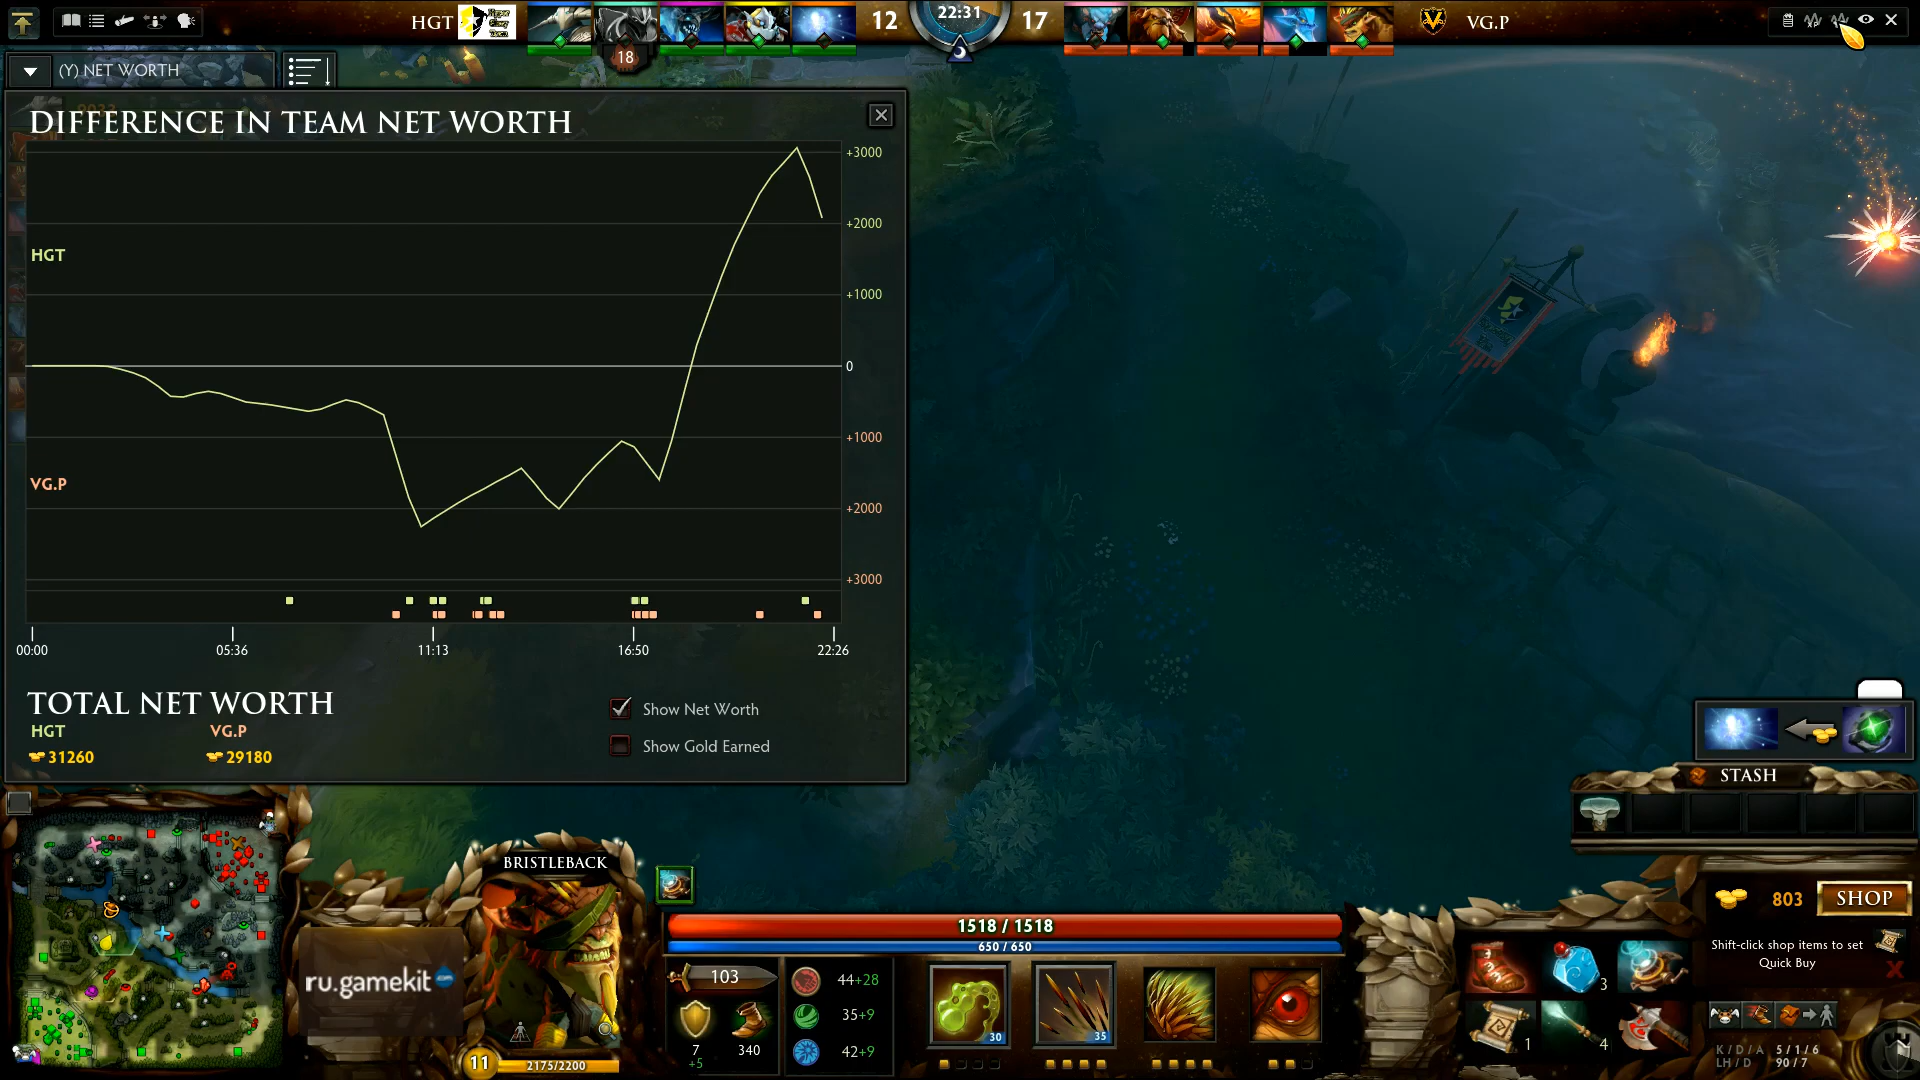 HGT
12
22:31
17
VG.P
18
(Y) NET WORTH
DIFFERENCE IN TEAM NET WORTH
+3000
+2000
HGT
+1000
0
+1000
VG.P
+2000
+3000
00:00 05:36 11:13 16:50 22:26
TOTAL NET WORTH
HGT VG.P
31260 29180
Show Net Worth
Show Gold Earned
STASH
BRISTLEBACK
ru.gamekit
11
2175/2200
1518 / 1518
650 / 650
103
7
+5
340
44+28
35+9
42+9
30
35
3
1
4
803
SHOP
Shift-click shop items to set
Quick Buy
K / D / A 5 / 1 / 6
LH / D 90 / 7